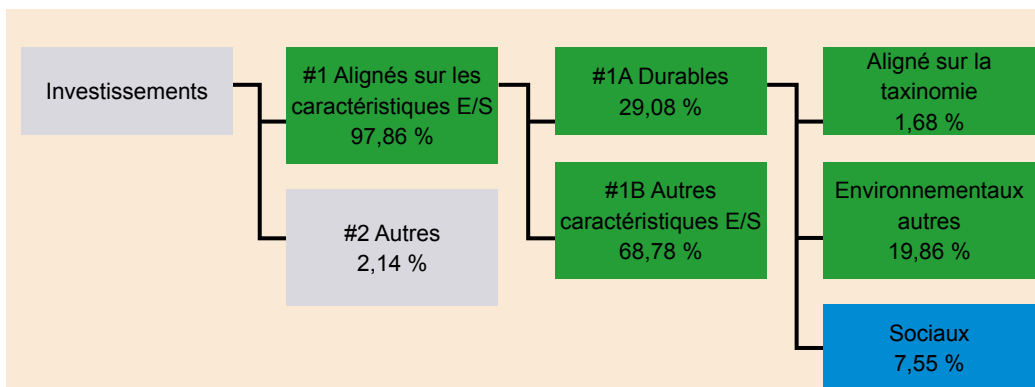 Investissements
#1 Alignés sur les
caractéristiques E/S
97,86 %
#2 Autres
2,14 %
#1A Durables
29,08 %
#1B Autres
caractéristiques E/S
68,78 %
Aligné sur la
taxinomie
1,68 %
Environnementaux
autres
19,86 %
Sociaux
7,55 %